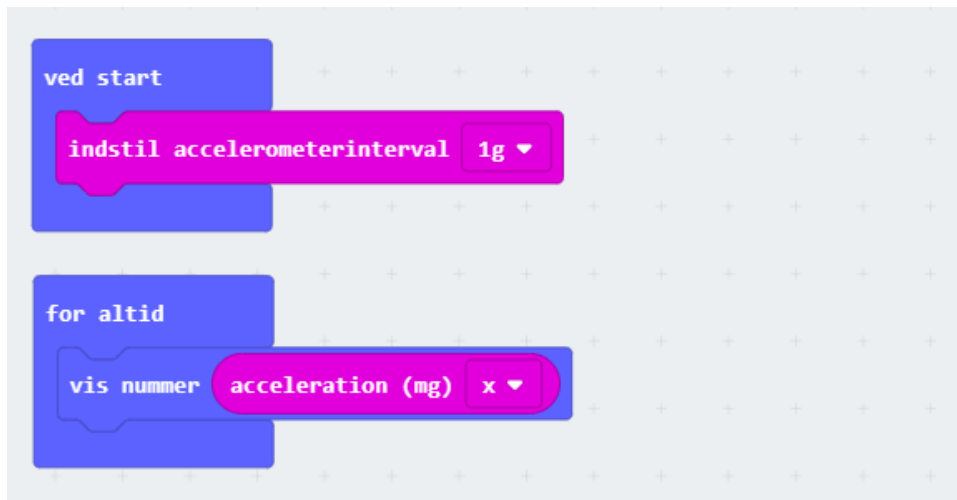 ved start
indstil accelerometerinterval 1g
for altid
vis nummer acceleration (mg) x